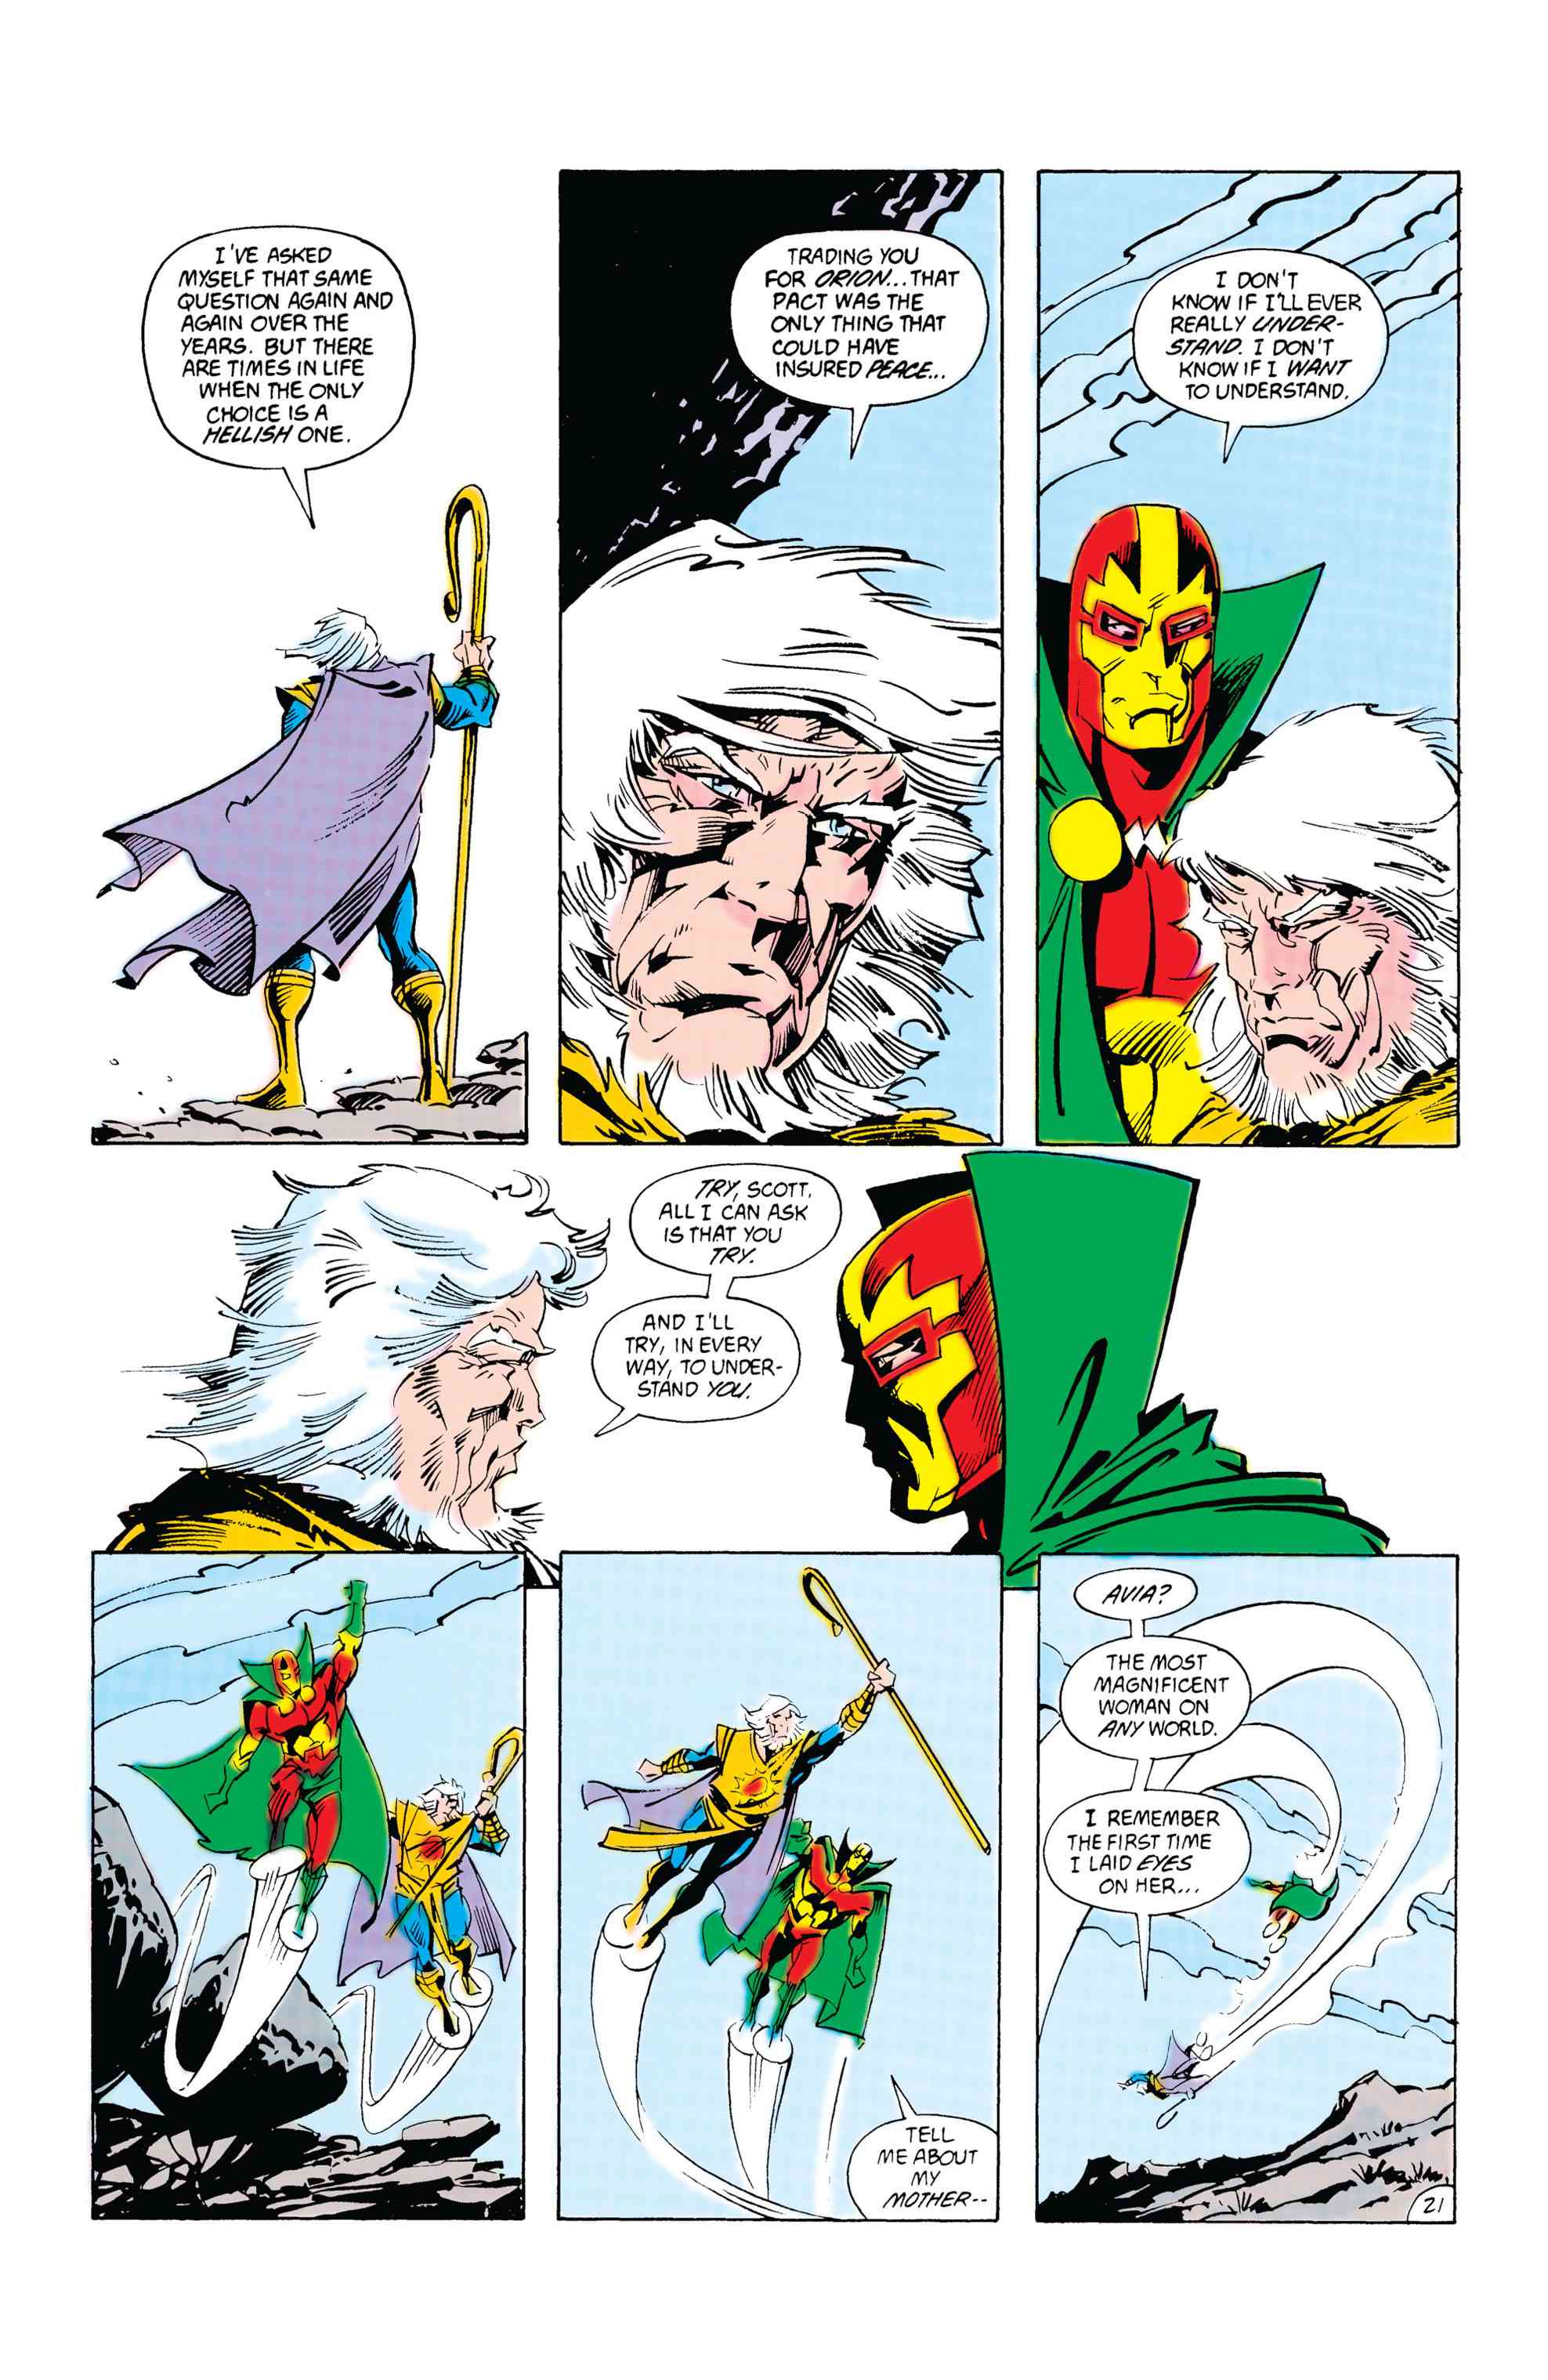 I'VE ASKED
MYSELF THAT SAME
QUESTION AGAIN AND
AGAIN OVER THE
YEARS. BUT THERE
ARE TIMES IN LIFE
WHEN THE ONLY
CHOICE IS A
HELLISH ONE.
TRADING YOU
FOR ORION...THAT
PACT WAS THE
ONLY THING THAT
COULD HAVE
INSURED PEACE...
I DON'T
KNOW IF I'LL EVER
REALLY UNDER-
STAND. I DON'T
KNOW IF I WANT
TO UNDERSTAND.
TRY, SCOTT.
ALL I CAN ASK
IS THAT YOU
TRY.
AND I'LL
TRY, IN EVERY
WAY, TO UNDER-
STAND YOU.
TELL
ME ABOUT
MY
MOTHER--
AVIA?
THE MOST
MAGNIFICENT
WOMAN ON
ANY WORLD.
I REMEMBER
THE FIRST TIME
I LAID EYES
ON HER...
21